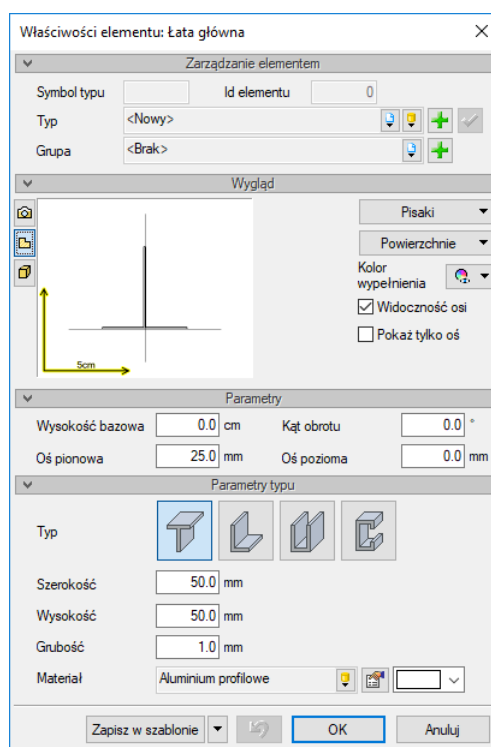 Właściwości elementu: Łata główna
Zarządzanie elementem
Symbol typu Id elementu 0
Typ <Nowy>
Grupa <Brak>
Wygląd
Pisaki
Powierzchnie
Kolor
wypełnienia
Widoczność osi
Pokaż tylko oś
5cm
Parametry
Wysokość bazowa 0.0 cm Kąt obrotu 0.0 °
Oś pionowa 25.0 mm Oś pozioma 0.0 mm
Parametry typu
Typ
Szerokość 50.0 mm
Wysokość 50.0 mm
Grubość 1.0 mm
Materiał Aluminium profilowe
Zapisz w szablonie OK Anuluj